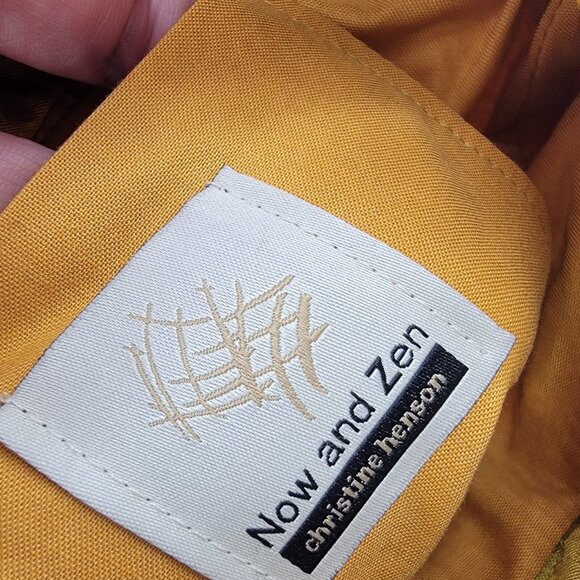 Now and Zen
christine henson